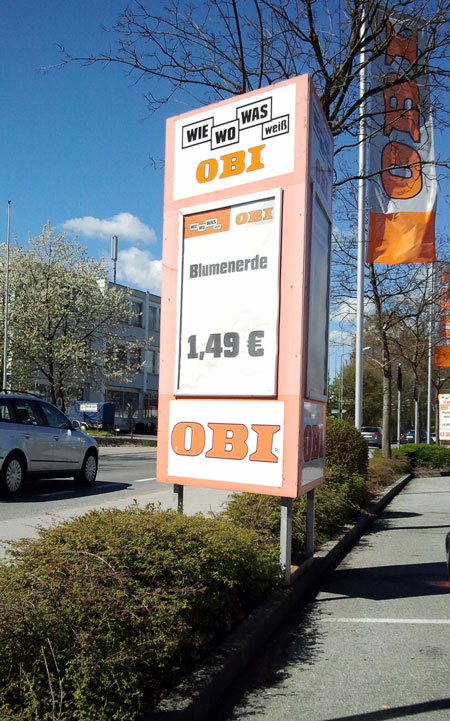 WIE WO WAS weiß
OBI
OBI
Blumenerde
1,49 €
OBI
OBI
OBI